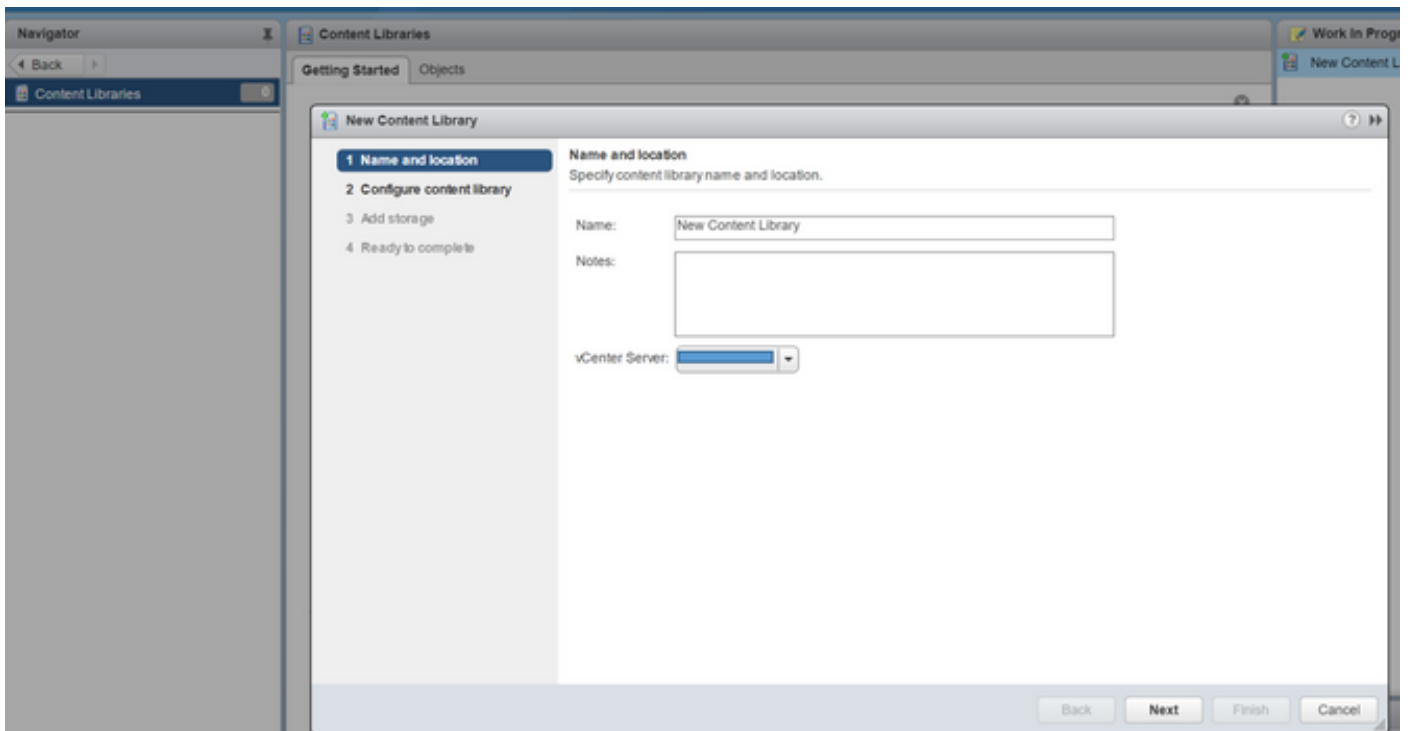 Navigator
Content Libraries
Work In Progr
Back
Getting Started
Objects
New Content L
Content Libraries
0
New Content Library
1 Name and location
2 Configure content library
3 Add storage
4 Ready to complete
Name and location
Specify content library name and location.
Name:
New Content Library
Notes:
vCenter Server:
Back
Next
Finish
Cancel